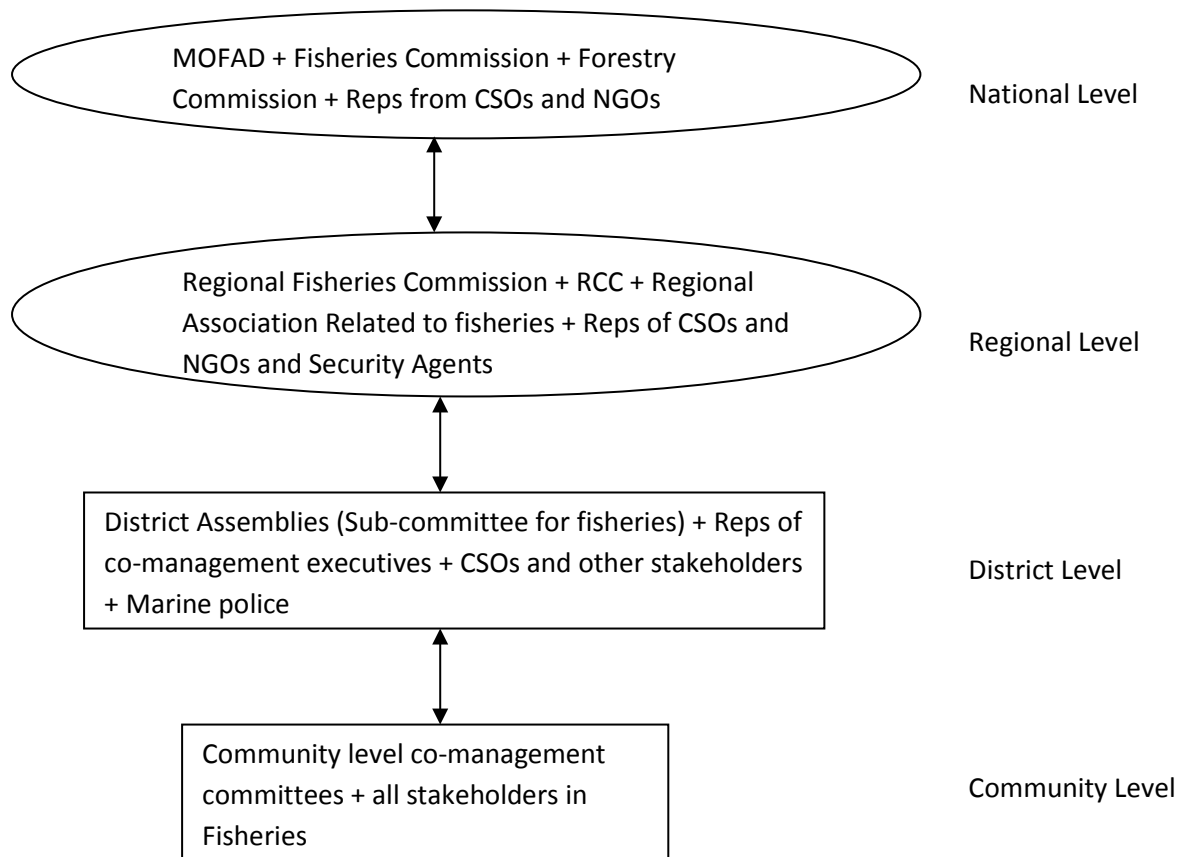 MOFAD + Fisheries Commission + Forestry
Commission + Reps from CSOs and NGOs
National Level
Regional Fisheries Commission + RCC + Regional
Association Related to fisheries + Reps of CSOs and
NGOs and Security Agents
Regional Level
District Assemblies (Sub-committee for fisheries) + Reps of
co-management executives + CSOs and other stakeholders
+ Marine police
District Level
Community level co-management
committees + all stakeholders in
Fisheries
Community Level